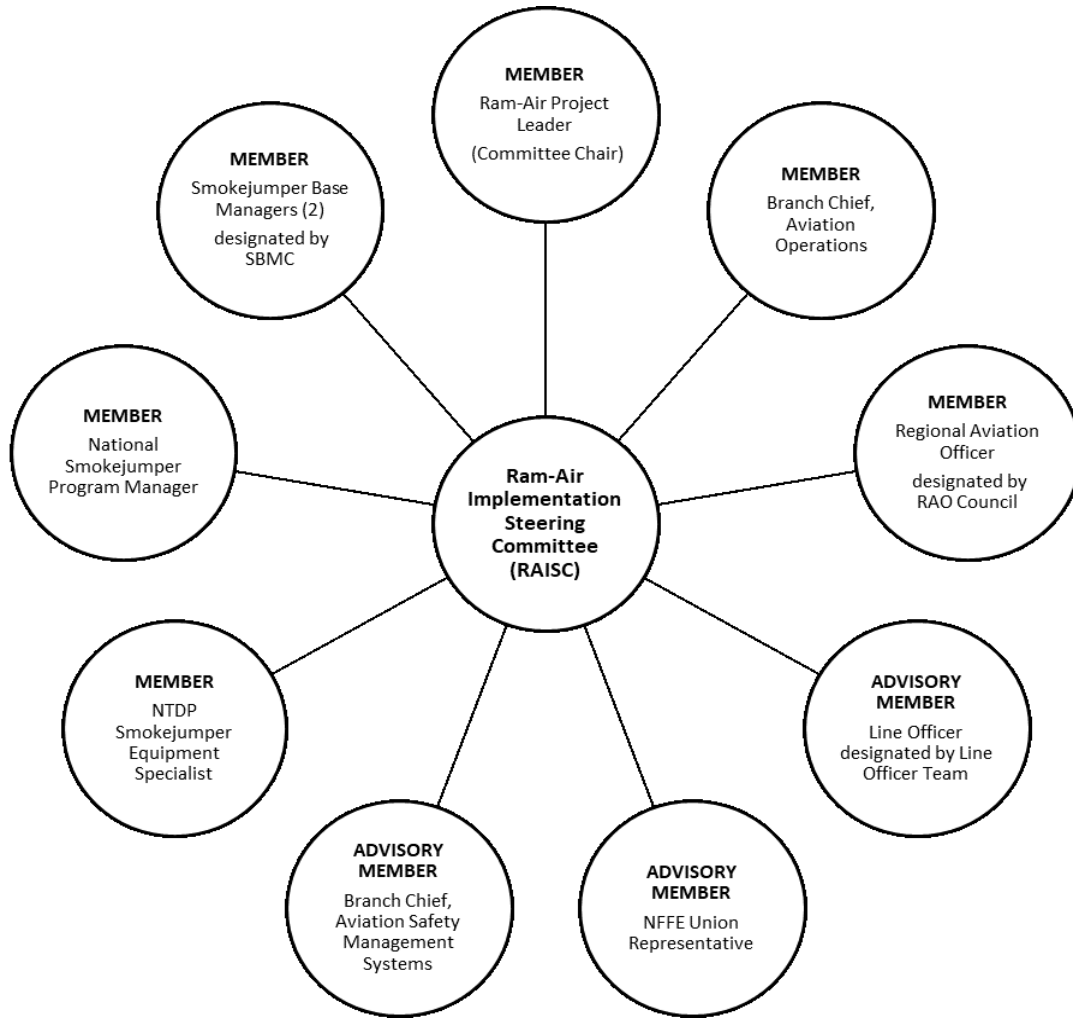 MEMBER
Ram-Air Project
Leader
(Committee Chair)
MEMBER
Branch Chief,
Aviation
Operations
MEMBER
Regional Aviation
Officer
designated by
RAO Council
ADVISORY
MEMBER
Line Officer
designated by Line
Officer Team
ADVISORY
MEMBER
NFFE Union
Representative
ADVISORY
MEMBER
Branch Chief,
Aviation Safety
Management
Systems
MEMBER
NTDP
Smokejumper
Equipment
Specialist
MEMBER
National
Smokejumper
Program Manager
MEMBER
Smokejumper Base
Managers (2)
designated by
SBMC
Ram-Air
Implementation
Steering
Committee
(RAISC)